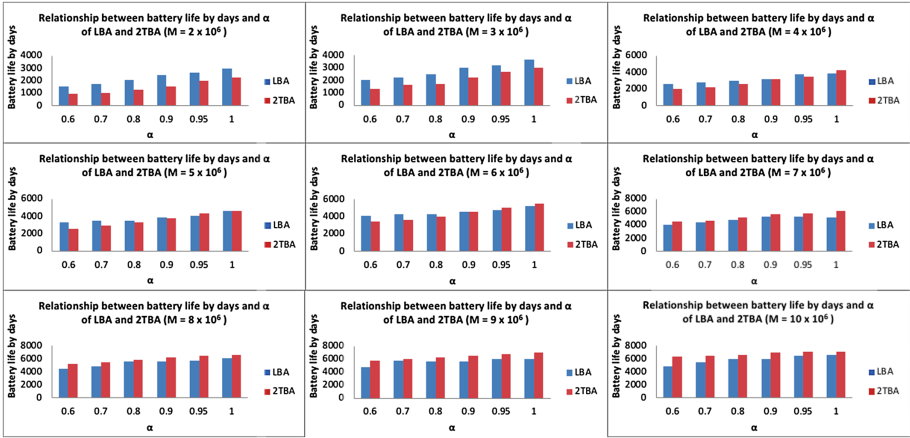 Relationship between battery life by days and α
of LBA and 2TBA (M = 2 x 10⁶ )
Battery life by days
4000
3000
2000
1000
0
0.6 0.7 0.8 0.9 0.95 1
α
LBA
2TBA
Relationship between battery life by days and α
of LBA and 2TBA (M = 3 x 10⁶ )
Battery life by days
4000
3000
2000
1000
0
0.6 0.7 0.8 0.9 0.95 1
α
LBA
2TBA
Relationship between battery life by days and α
of LBA and 2TBA (M = 4 x 10⁶ )
Battery life by days
6000
4000
2000
0
0.6 0.7 0.8 0.9 0.95 1
α
LBA
2TBA
Relationship between battery life by days and α
of LBA and 2TBA (M = 5 x 10⁶ )
Battery life by days
6000
4000
2000
0
0.6 0.7 0.8 0.9 0.95 1
α
LBA
2TBA
Relationship between battery life by days and α
of LBA and 2TBA (M = 6 x 10⁶ )
Battery life by days
6000
4000
2000
0
0.6 0.7 0.8 0.9 0.95 1
α
LBA
2TBA
Relationship between battery life by days and α
of LBA and 2TBA (M = 7 x 10⁶ )
Battery life by days
8000
6000
4000
2000
0
0.6 0.7 0.8 0.9 0.95 1
α
LBA
2TBA
Relationship between battery life by days and α
of LBA and 2TBA (M = 8 x 10⁶ )
Battery life by days
8000
6000
4000
2000
0
0.6 0.7 0.8 0.9 0.95 1
α
LBA
2TBA
Relationship between battery life by days and α
of LBA and 2TBA (M = 9 x 10⁶ )
Battery life by days
8000
6000
4000
2000
0
0.6 0.7 0.8 0.9 0.95 1
α
LBA
2TBA
Relationship between battery life by days and α
of LBA and 2TBA (M = 10 x 10⁶ )
Battery life by days
8000
6000
4000
2000
0
0.6 0.7 0.8 0.9 0.95 1
α
LBA
2TBA